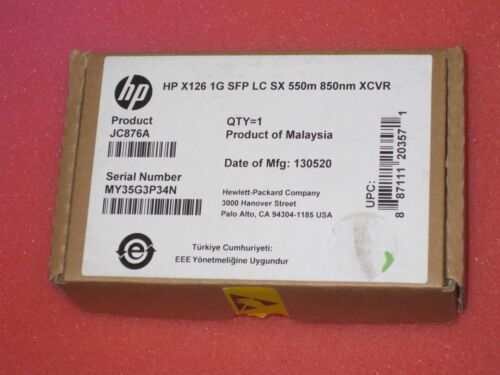 hp
HP X126 1G SFP LC SX 550m 850nm XCVR
Product
JC876A
QTY=1
Product of Malaysia
Date of Mfg: 130520
Serial Number
MY35G3P34N
Hewlett-Packard Company
3000 Hanover Street
Palo Alto, CA 94304-1185 USA
UPC:
8 87111 20357 1
Türkiye Cumhuriyeti:
EEE Yönetmeliğine Uygundur